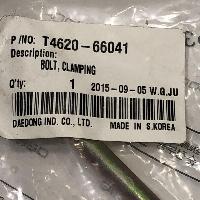 P/NO: T4620-66041
Description:
BOLT, CLAMPING
Q'ty: 1 2015-09-05 W.G.JU
DAEDONG IND. CO., LTD. MADE IN S.KOREA